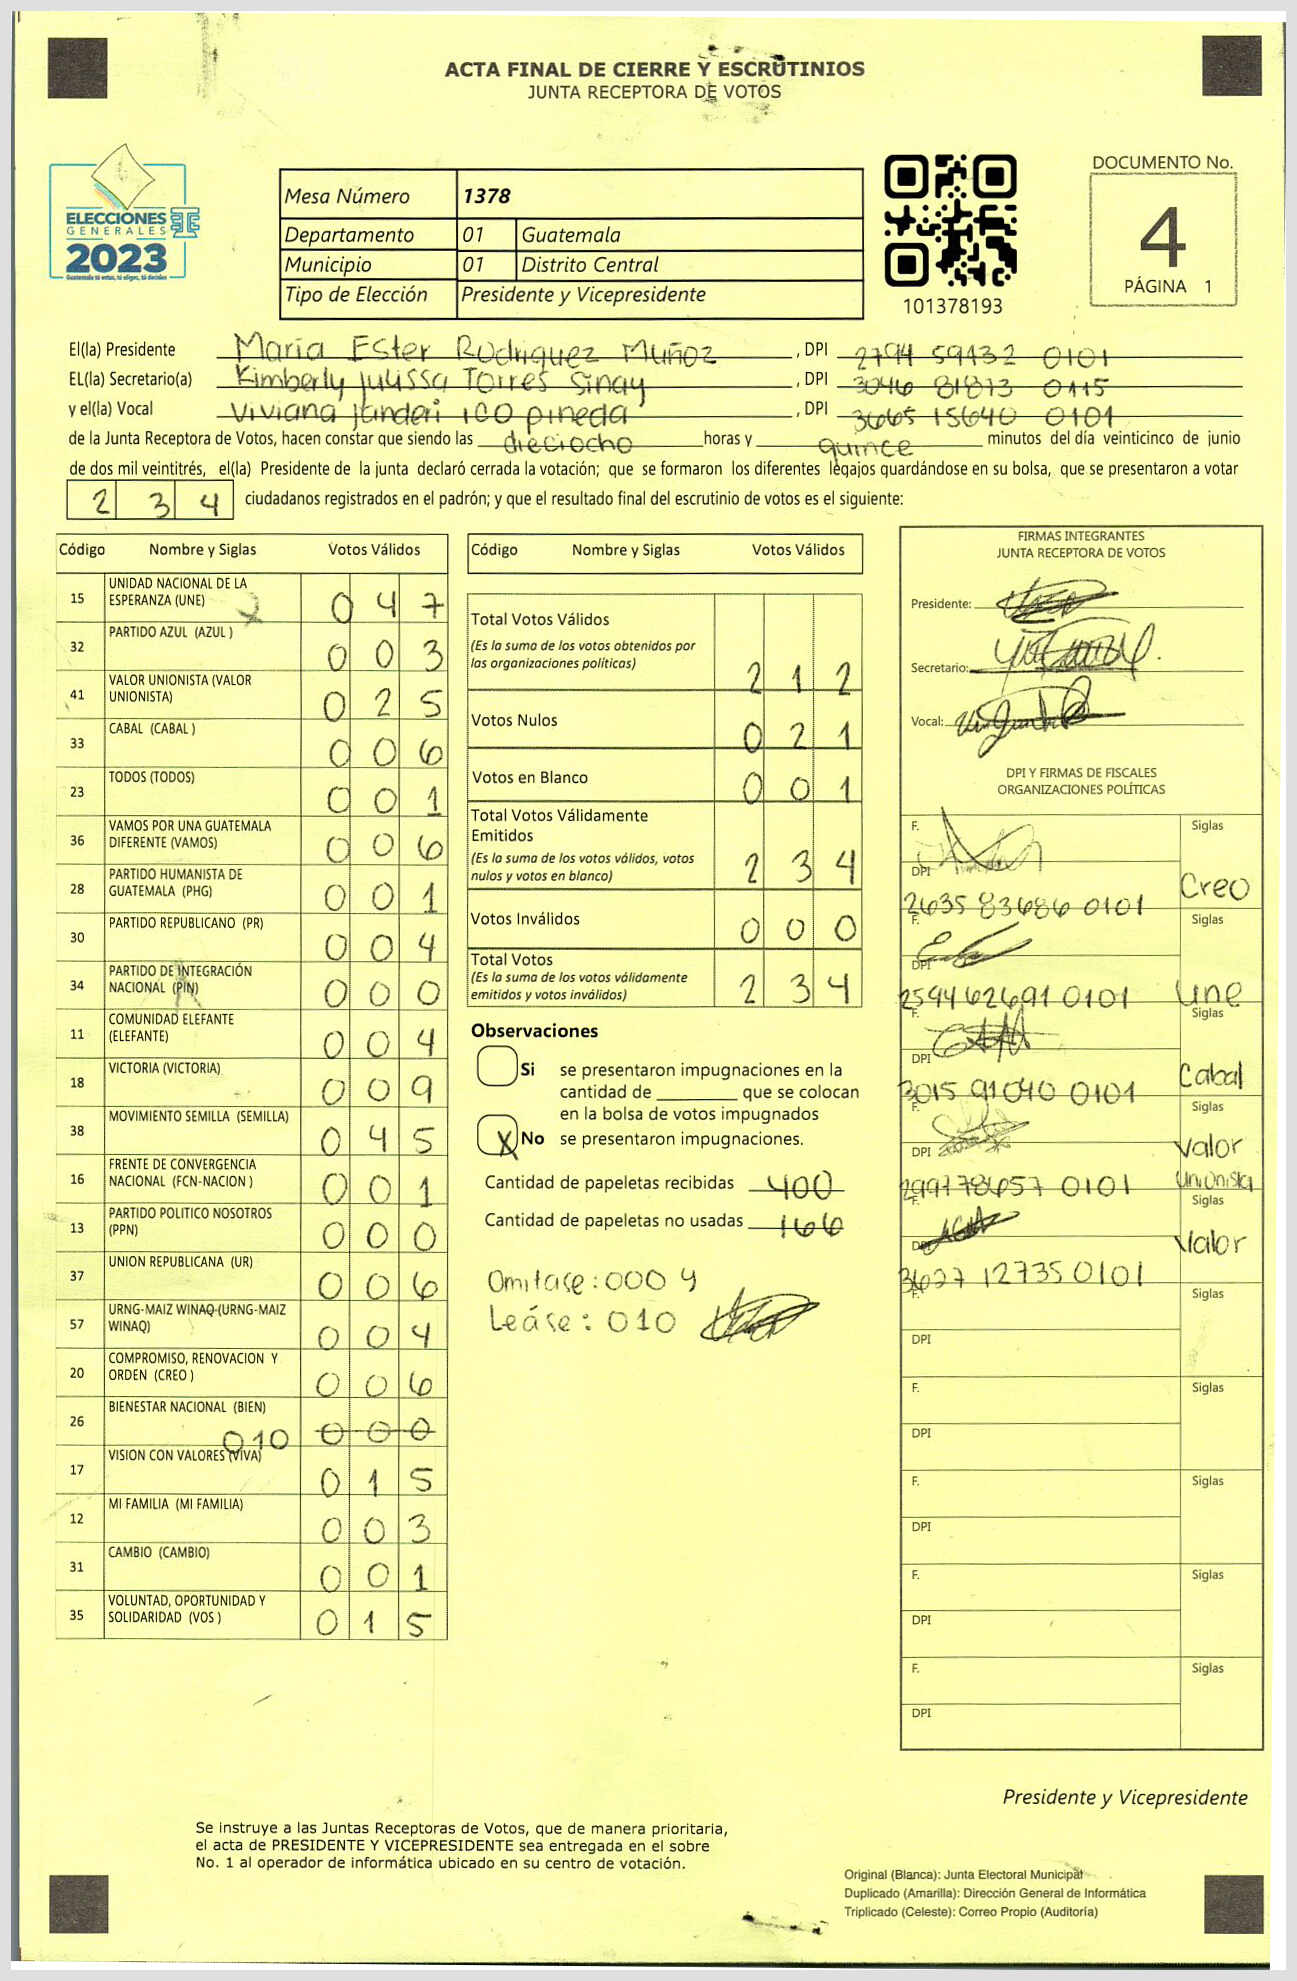 ACTA FINAL DE CIERRE Y ESCRUTINIOS
JUNTA RECEPTORA DE VOTOS
ELECCIONES
GENERALES
2023
Mesa Número 1378
Departamento 01 Guatemala
Municipio 01 Distrito Central
Tipo de Elección Presidente y Vicepresidente
101378193
DOCUMENTO No.
4
PÁGINA 1
El(la) Presidente María Ester Rodriguez Muñoz, DPI 2794 59132 0101
EL(la) Secretario(a) Kimberly Julissa Torres Sinay, DPI 3046 81873 0115
y el(la) Vocal Viviana Janderi ico pineda, DPI 3665 15640 0101
de la Junta Receptora de Votos, hacen constar que siendo las dieciocho horas y quince minutos del día veinticinco de junio
de dos mil veintitrés, el(la) Presidente de la junta declaró cerrada la votación; que se formaron los diferentes legajos guardándose en su bolsa, que se presentaron a votar
2 3 4 ciudadanos registrados en el padrón; y que el resultado final del escrutinio de votos es el siguiente:
Código Nombre y Siglas Votos Válidos
15 UNIDAD NACIONAL DE LA ESPERANZA (UNE) 0 4 7
32 PARTIDO AZUL (AZUL ) 0 0 3
41 VALOR UNIONISTA (VALOR UNIONISTA) 0 2 5
33 CABAL (CABAL ) 0 0 6
23 TODOS (TODOS) 0 0 1
36 VAMOS POR UNA GUATEMALA DIFERENTE (VAMOS) 0 0 6
28 PARTIDO HUMANISTA DE GUATEMALA (PHG) 0 0 1
30 PARTIDO REPUBLICANO (PR) 0 0 4
34 PARTIDO DE INTEGRACIÓN NACIONAL (PIN) 0 0 0
11 COMUNIDAD ELEFANTE (ELEFANTE) 0 0 4
18 VICTORIA (VICTORIA) 0 0 9
38 MOVIMIENTO SEMILLA (SEMILLA) 0 4 5
16 FRENTE DE CONVERGENCIA NACIONAL (FCN-NACION ) 0 0 1
13 PARTIDO POLITICO NOSOTROS (PPN) 0 0 0
37 UNION REPUBLICANA (UR) 0 0 6
57 URNG-MAIZ WINAQ (URNG-MAIZ WINAQ) 0 0 4
20 COMPROMISO, RENOVACION Y ORDEN (CREO ) 0 0 6
26 BIENESTAR NACIONAL (BIEN) 010 0 0 0
17 VISION CON VALORES (VIVA) 0 1 5
12 MI FAMILIA (MI FAMILIA) 0 0 3
31 CAMBIO (CAMBIO) 0 0 1
35 VOLUNTAD, OPORTUNIDAD Y SOLIDARIDAD (VOS ) 0 1 5
Código Nombre y Siglas Votos Válidos
Total Votos Válidos
(Es la suma de los votos obtenidos por
las organizaciones políticas) 2 1 2
Votos Nulos 0 2 1
Votos en Blanco 0 0 1
Total Votos Válidamente
Emitidos
(Es la suma de los votos válidos, votos
nulos y votos en blanco) 2 3 4
Votos Inválidos 0 0 0
Total Votos
(Es la suma de los votos válidamente
emitidos y votos inválidos) 2 3 4
Observaciones
Si se presentaron impugnaciones en la
cantidad de ________ que se colocan
en la bolsa de votos impugnados
X No se presentaron impugnaciones.
Cantidad de papeletas recibidas 400
Cantidad de papeletas no usadas 166
Omitase: 000 y
Leáse: 010
FIRMAS INTEGRANTES
JUNTA RECEPTORA DE VOTOS
Presidente:
Secretario:
Vocal:
DPI Y FIRMAS DE FISCALES
ORGANIZACIONES POLÍTICAS
F. Siglas
DPI 2635 83686 0101 Creo
F. Siglas
DPI 2594 62691 0101 une
F. Siglas
DPI 3015 91040 0101 Cabal
F. Siglas
DPI 2997 78657 0101 Valor Unionista
F. Siglas
DPI 3627 12735 0101 Valor
F. Siglas
DPI
F. Siglas
DPI
F. Siglas
DPI
F. Siglas
DPI
F. Siglas
DPI
Presidente y Vicepresidente
Se instruye a las Juntas Receptoras de Votos, que de manera prioritaria,
el acta de PRESIDENTE Y VICEPRESIDENTE sea entregada en el sobre
No. 1 al operador de informática ubicado en su centro de votación.
Original (Blanca): Junta Electoral Municipal
Duplicado (Amarilla): Dirección General de Informática
Triplicado (Celeste): Correo Propio (Auditoría)